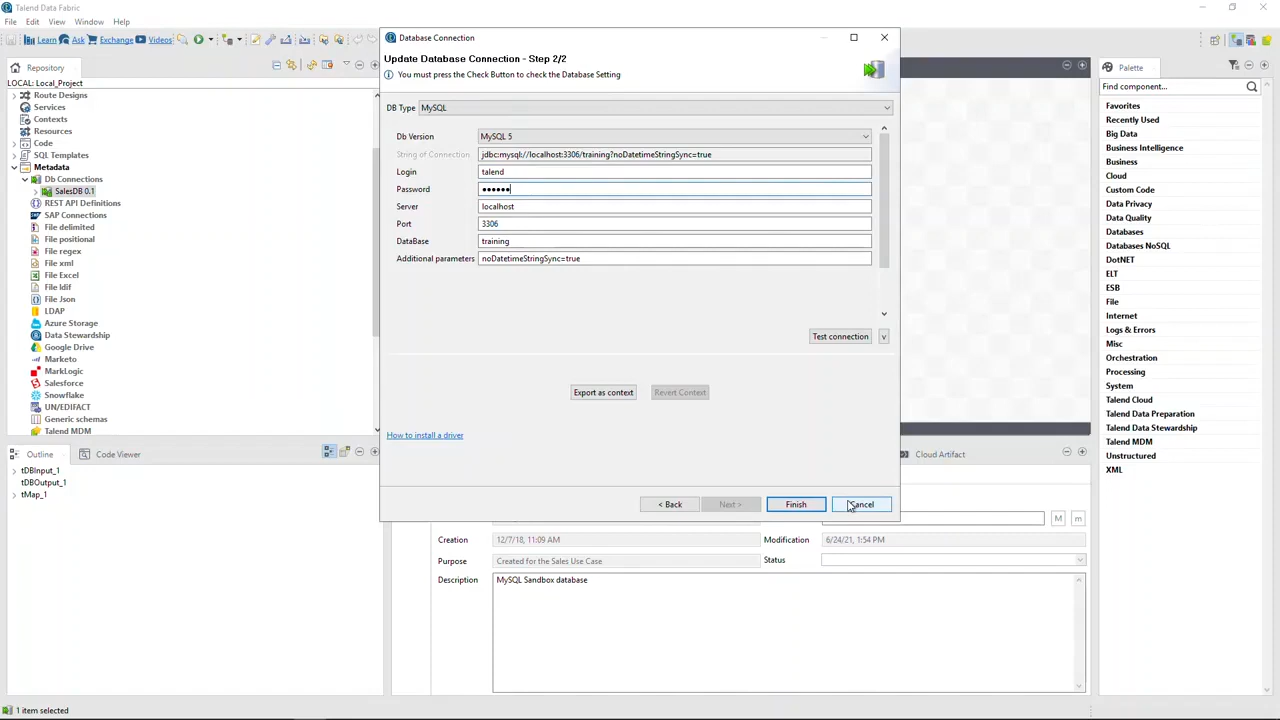 Talend Data Fabric
File Edit View Window Help
Learn Ask Exchange Videos
Repository
LOCAL: Local_Project
Route Designs
Services
Contexts
Resources
Code
SQL Templates
Metadata
Db Connections
SalesDB 0.1
REST API Definitions
SAP Connections
File delimited
File positional
File regex
File xml
File Excel
File ldif
File Json
LDAP
Azure Storage
Data Stewardship
Google Drive
Marketo
MarkLogic
Salesforce
Snowflake
UN/EDIFACT
Generic schemas
Talend MDM
Outline
Code Viewer
tDBInput_1
tDBOutput_1
tMap_1
Database Connection
Update Database Connection - Step 2/2
You must press the Check Button to check the Database Setting
DB Type MySQL
Db Version MySQL 5
String of Connection jdbc:mysql://localhost:3306/training?noDatetimeStringSync=true
Login talend
Password ••••••
Server localhost
Port 3306
DataBase training
Additional parameters noDatetimeStringSync=true
Test connection v
Export as context Revert Context
How to install a driver
< Back Next > Finish Cancel
Cloud Artifact
M m
Creation 12/7/18, 11:09 AM Modification 6/24/21, 1:54 PM
Purpose Created for the Sales Use Case Status
Description MySQL Sandbox database
Palette
Find component...
Favorites
Recently Used
Big Data
Business Intelligence
Business
Cloud
Custom Code
Data Privacy
Data Quality
Databases
Databases NoSQL
DotNET
ELT
ESB
File
Internet
Logs & Errors
Misc
Orchestration
Processing
System
Talend Cloud
Talend Data Preparation
Talend Data Stewardship
Talend MDM
Unstructured
XML
1 item selected